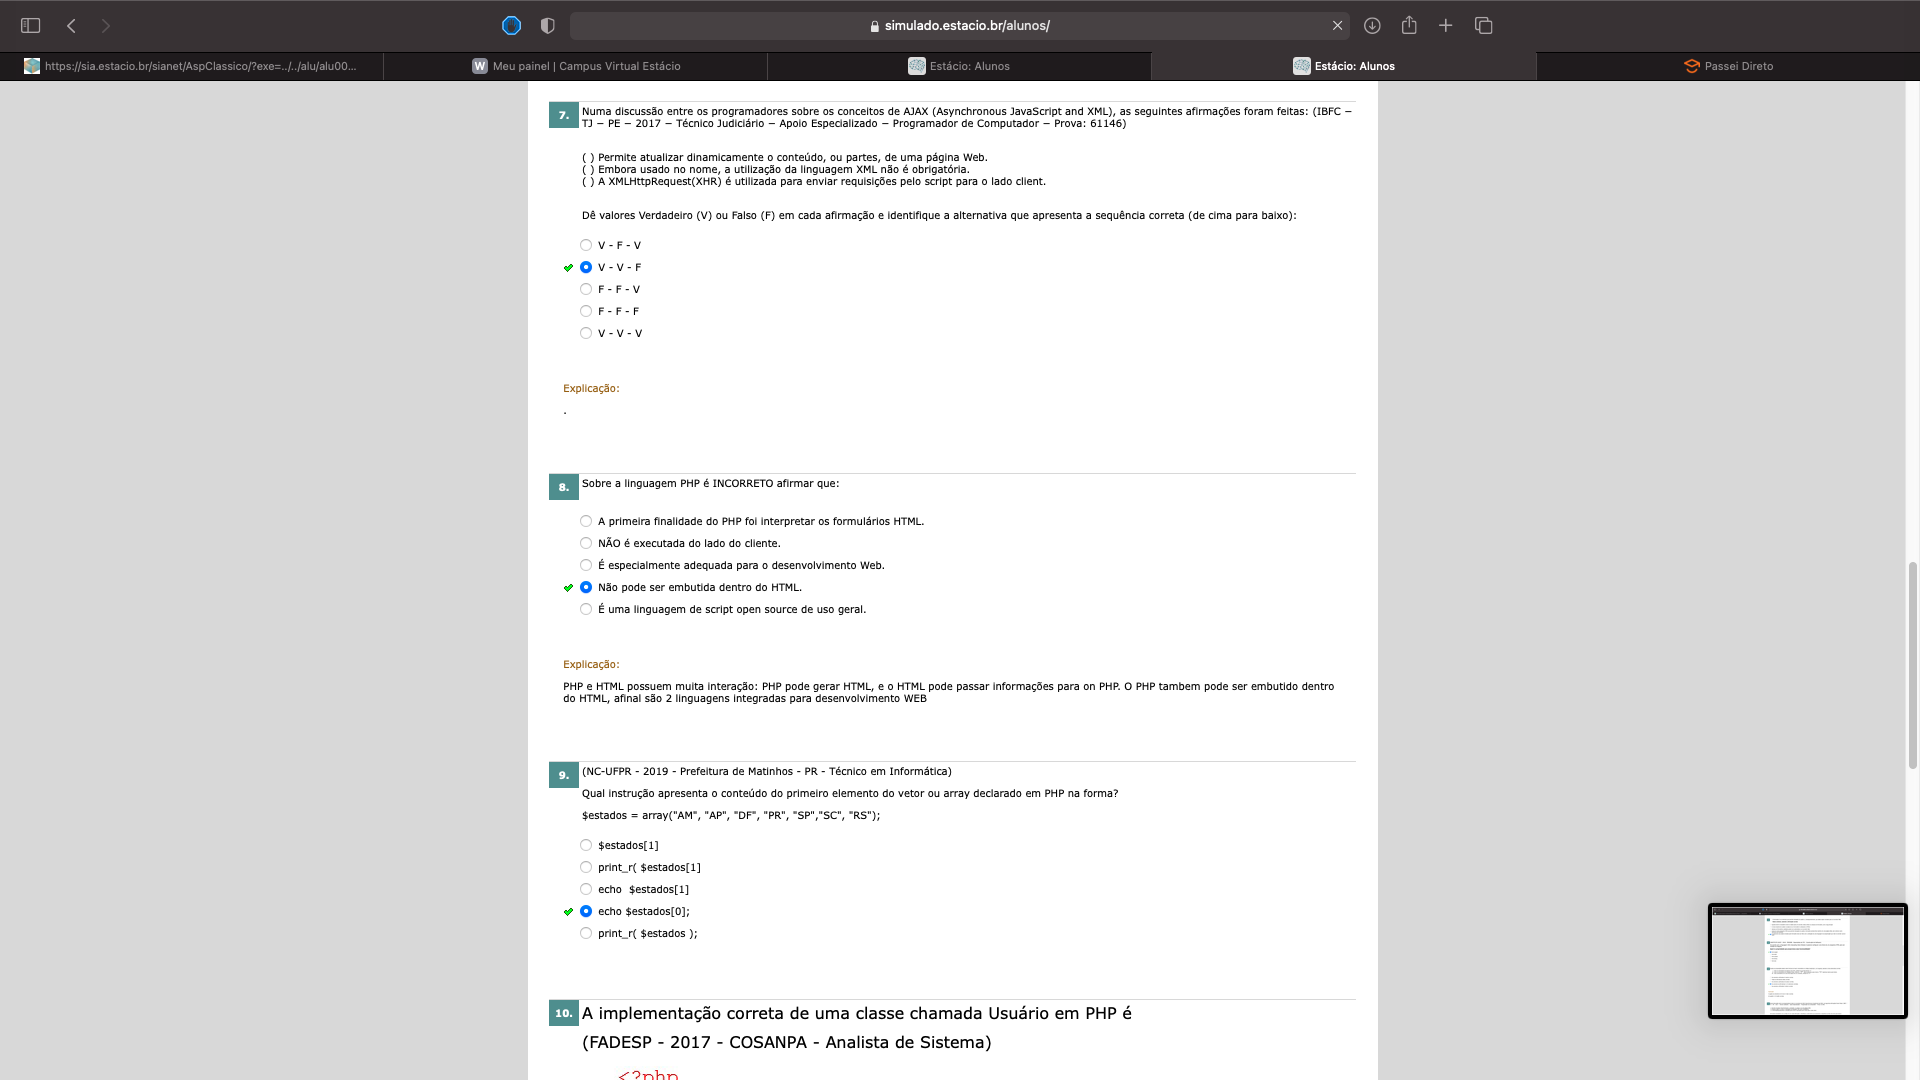 simulado.estacio.br/alunos/
https://sia.estacio.br/sianet/AspClassico/?exe=../../alu/alu00...
Meu painel | Campus Virtual Estácio
Estácio: Alunos
Estácio: Alunos
Passei Direto
7.
Numa discussão entre os programadores sobre os conceitos de AJAX (Asynchronous JavaScript and XML), as seguintes afirmações foram feitas: (IBFC −
TJ − PE − 2017 − Técnico Judiciário − Apoio Especializado − Programador de Computador − Prova: 61146)
( ) Permite atualizar dinamicamente o conteúdo, ou partes, de uma página Web.
( ) Embora usado no nome, a utilização da linguagem XML não é obrigatória.
( ) A XMLHttpRequest(XHR) é utilizada para enviar requisições pelo script para o lado client.
Dê valores Verdadeiro (V) ou Falso (F) em cada afirmação e identifique a alternativa que apresenta a sequência correta (de cima para baixo):
V - F - V
V - V - F
F - F - V
F - F - F
V - V - V
Explicação:
.
8.
Sobre a linguagem PHP é INCORRETO afirmar que:
A primeira finalidade do PHP foi interpretar os formulários HTML.
NÃO é executada do lado do cliente.
É especialmente adequada para o desenvolvimento Web.
Não pode ser embutida dentro do HTML.
É uma linguagem de script open source de uso geral.
Explicação:
PHP e HTML possuem muita interação: PHP pode gerar HTML, e o HTML pode passar informações para on PHP. O PHP tambem pode ser embutido dentro
do HTML, afinal são 2 linguagens integradas para desenvolvimento WEB
9.
(NC-UFPR - 2019 - Prefeitura de Matinhos - PR - Técnico em Informática)
Qual instrução apresenta o conteúdo do primeiro elemento do vetor ou array declarado em PHP na forma?
$estados = array("AM", "AP", "DF", "PR", "SP","SC", "RS");
$estados[1]
print_r( $estados[1]
echo  $estados[1]
echo $estados[0];
print_r( $estados );
10.
A implementação correta de uma classe chamada Usuário em PHP é
(FADESP - 2017 - COSANPA - Analista de Sistema)
<?php